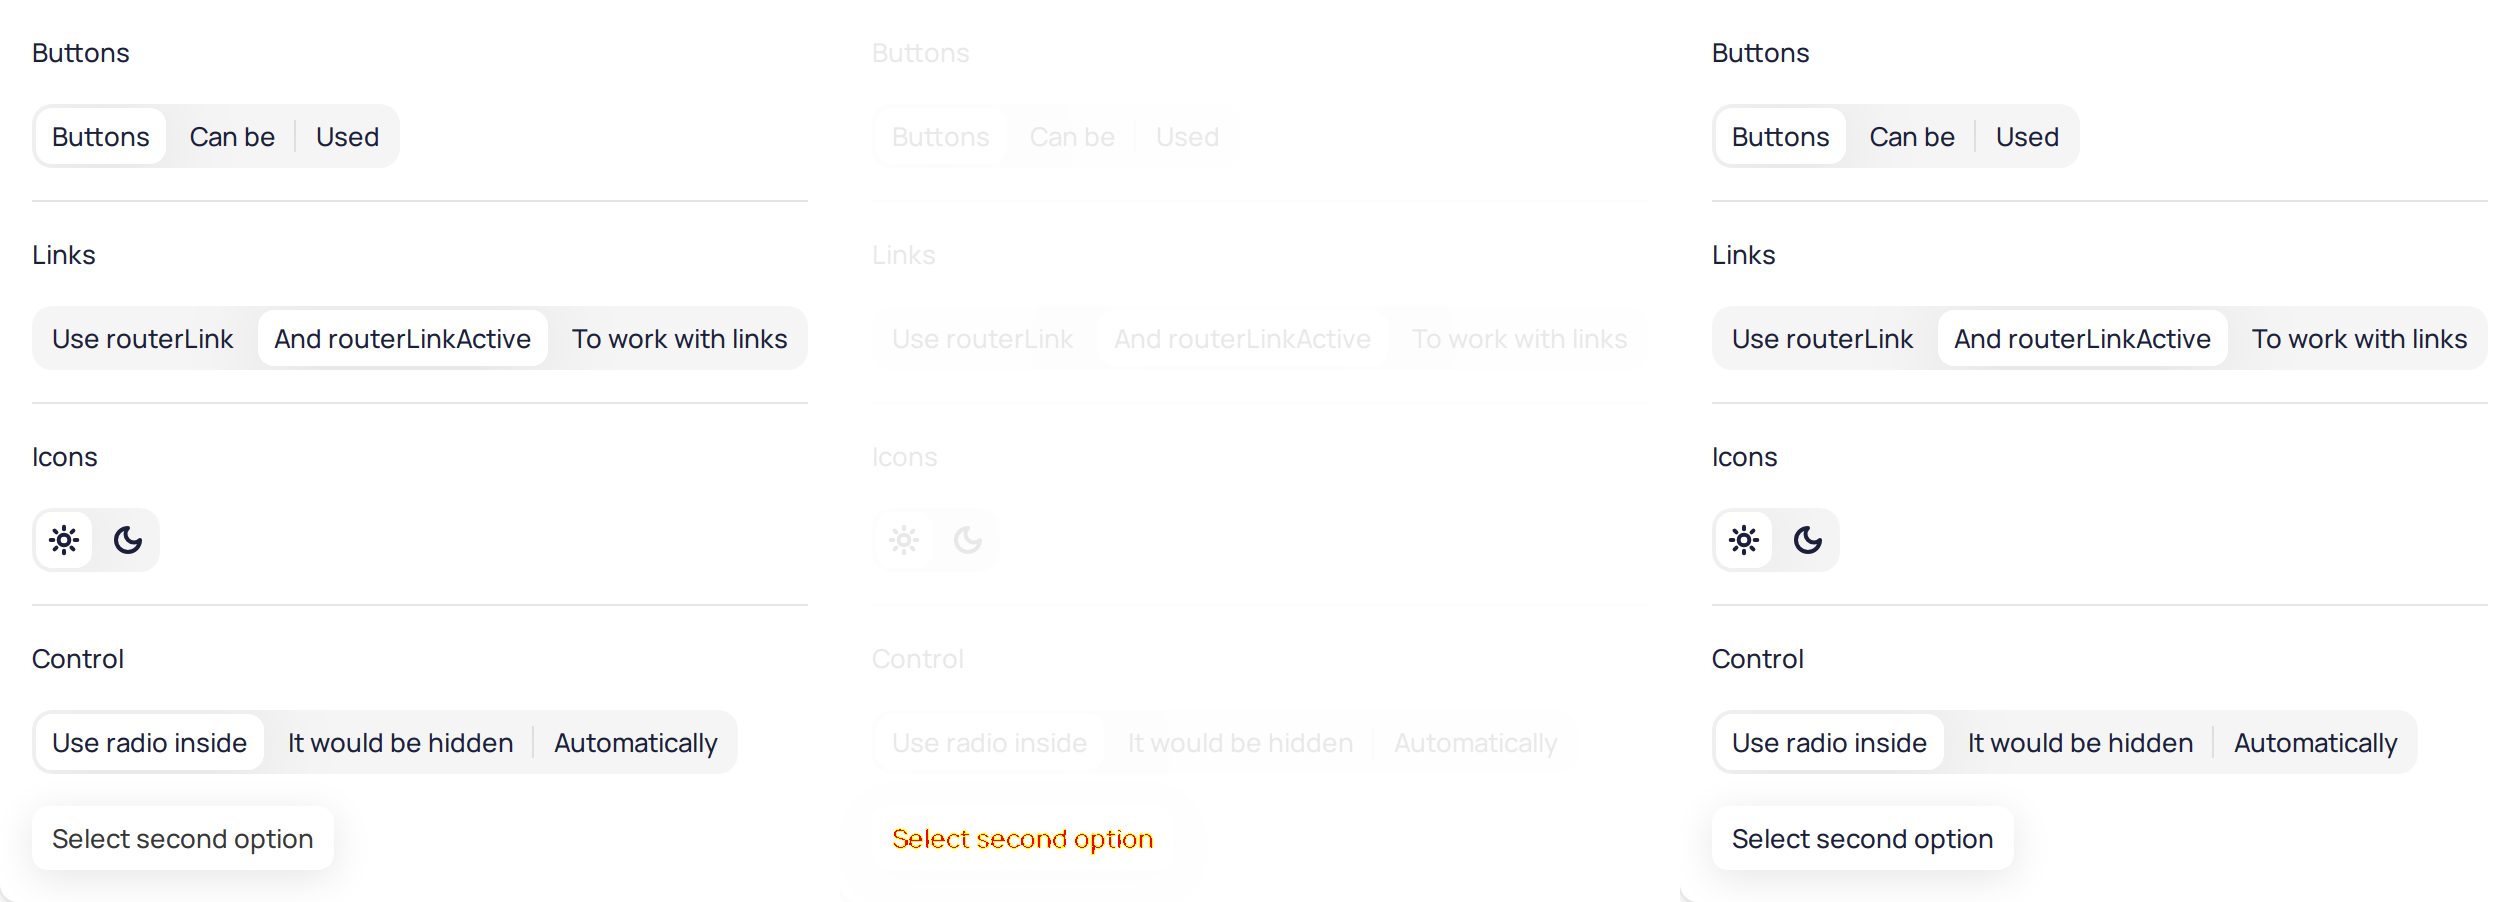 Buttons
Buttons Can be Used
Links
Use routerLink And routerLinkActive To work with links
Icons
Control
Use radio inside It would be hidden Automatically
Select second option
Buttons
Buttons Can be Used
Links
Use routerLink And routerLinkActive To work with links
Icons
Control
Use radio inside It would be hidden Automatically
Select second option
Buttons
Buttons Can be Used
Links
Use routerLink And routerLinkActive To work with links
Icons
Control
Use radio inside It would be hidden Automatically
Select second option